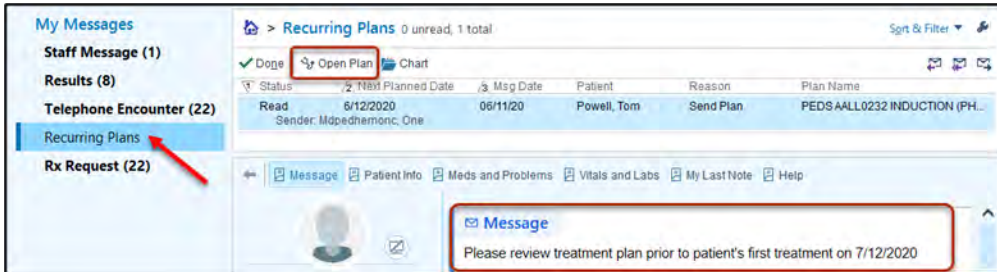 My Messages
Staff Message (1)
Results (8)
Telephone Encounter (22)
Recurring Plans
Rx Request (22)
> Recurring Plans 0 unread, 1 total
Sort & Filter
Done Open Plan Chart
Status Next Planned Date Msg Date Patient Reason Plan Name
Read 6/12/2020 06/11/20 Powell, Tom Send Plan PEDS AALL0232 INDUCTION (PH...
Sender: Mdpedhemonc, One
Message Patient Info Meds and Problems Vitals and Labs My Last Note Help
Message
Please review treatment plan prior to patient's first treatment on 7/12/2020